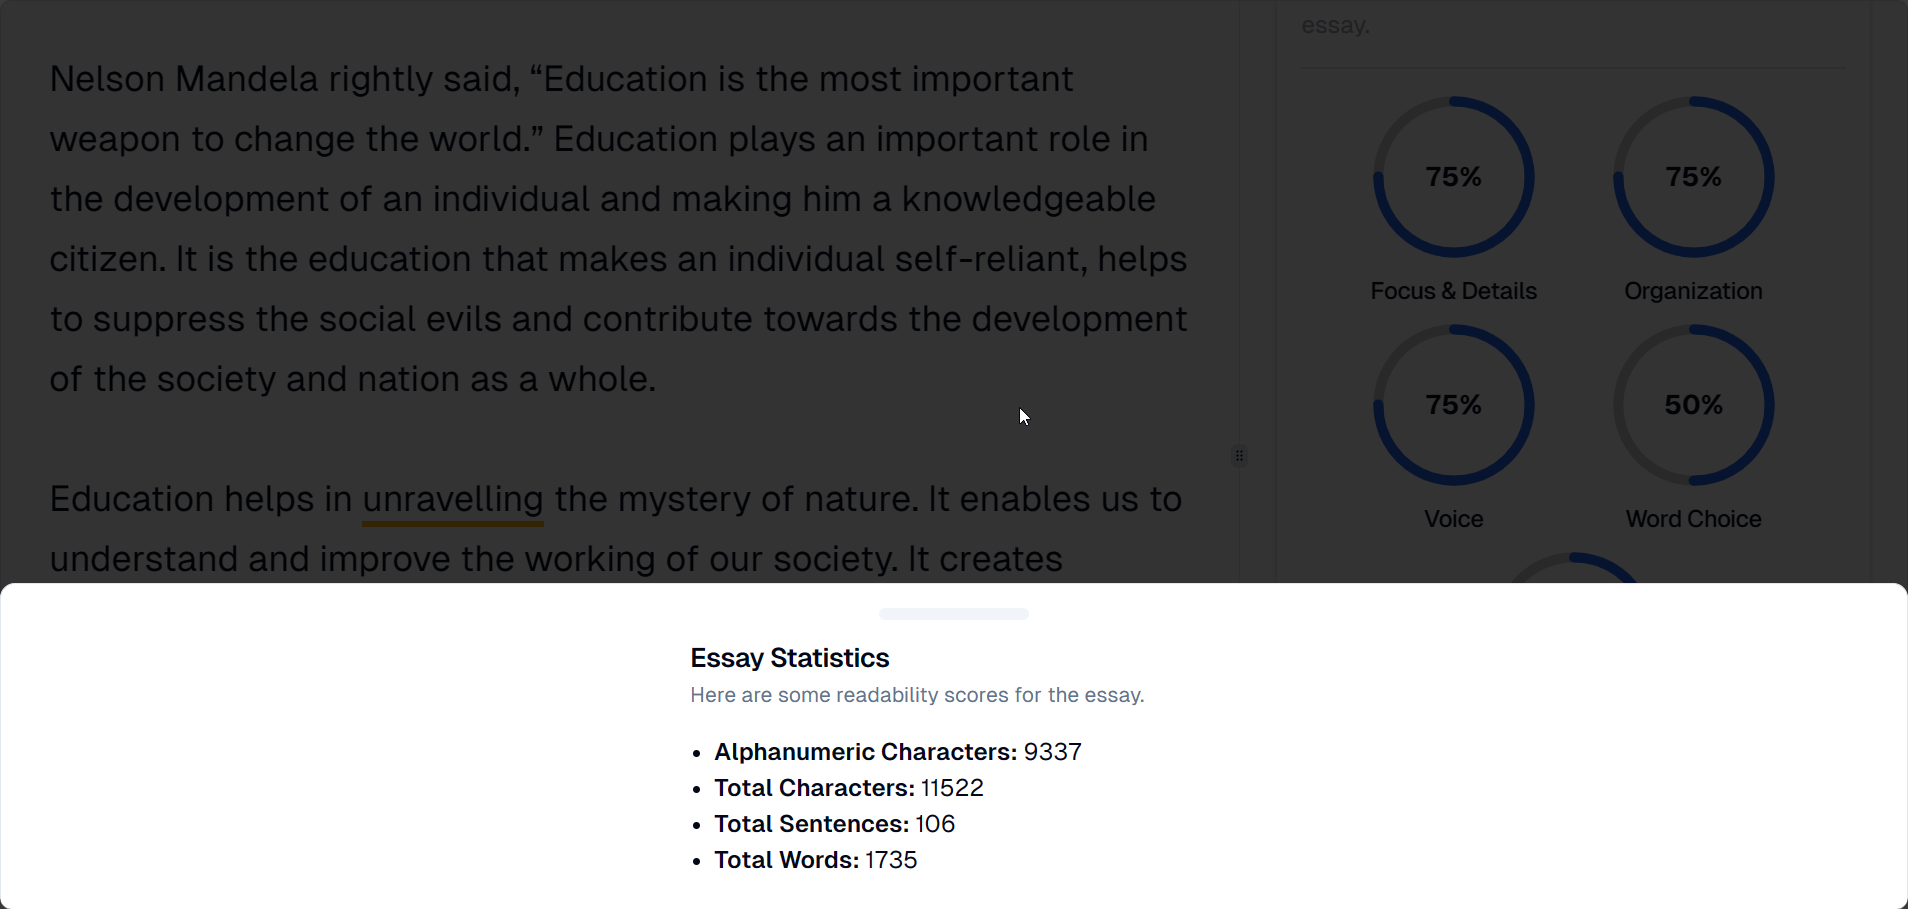 essay.
Nelson Mandela rightly said, “Education is the most important
weapon to change the world.” Education plays an important role in
the development of an individual and making him a knowledgeable
citizen. It is the education that makes an individual self-reliant, helps
to suppress the social evils and contribute towards the development
of the society and nation as a whole.
Education helps in unravelling the mystery of nature. It enables us to
understand and improve the working of our society. It creates
75%
75%
Focus & Details
Organization
75%
50%
Voice
Word Choice
Essay Statistics
Here are some readability scores for the essay.
• Alphanumeric Characters: 9337
• Total Characters: 11522
• Total Sentences: 106
• Total Words: 1735